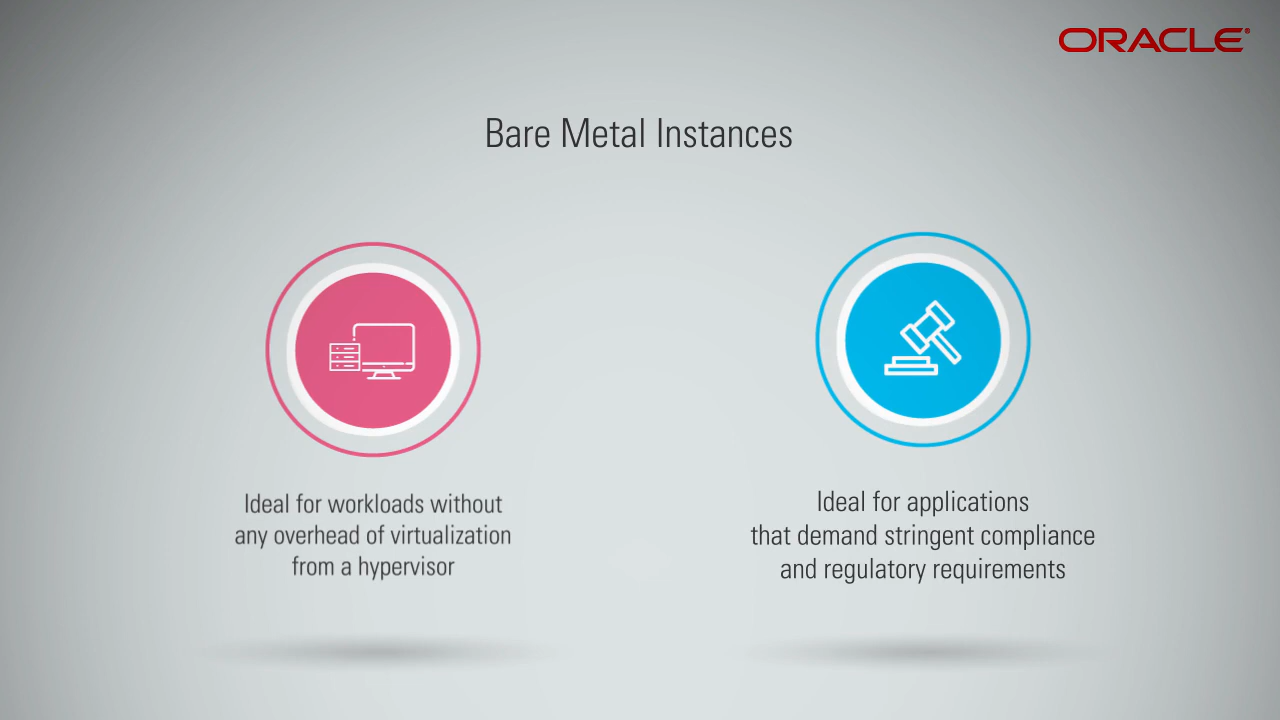 ORACLE®
Bare Metal Instances
Ideal for workloads without
any overhead of virtualization
from a hypervisor
Ideal for applications
that demand stringent compliance
and regulatory requirements